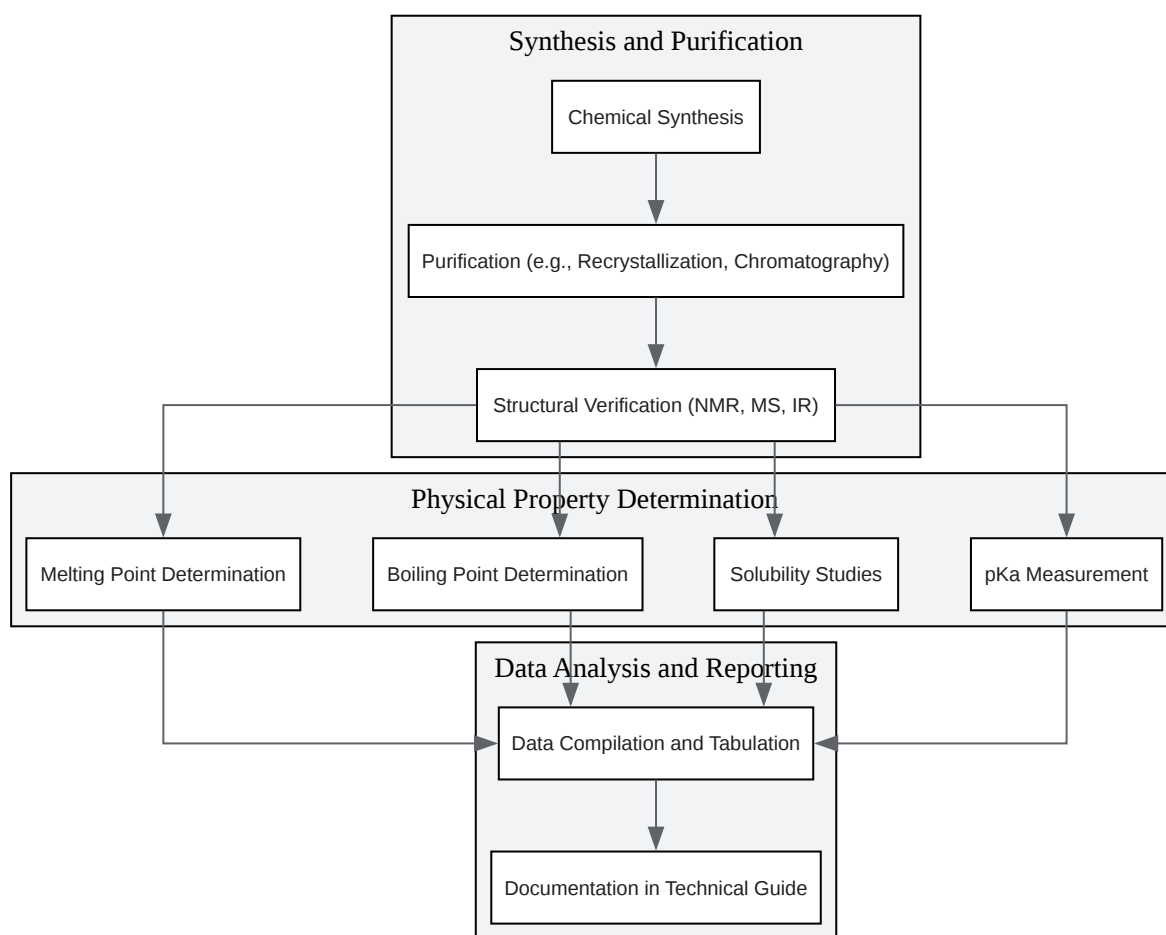 Synthesis and Purification
Chemical Synthesis
Purification (e.g., Recrystallization, Chromatography)
Structural Verification (NMR, MS, IR)
Physical Property Determination
Melting Point Determination
Boiling Point Determination
Solubility Studies
pKa Measurement
Data Analysis and Reporting
Data Compilation and Tabulation
Documentation in Technical Guide